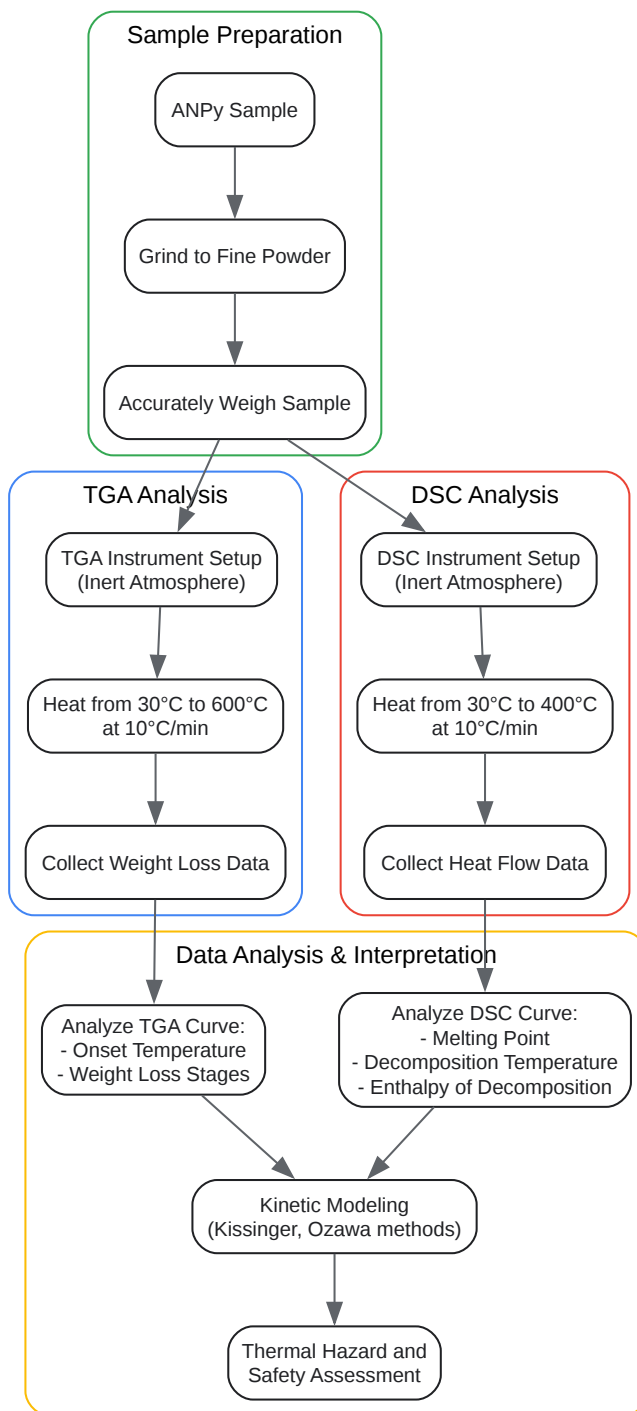 Sample Preparation
ANPy Sample
Grind to Fine Powder
Accurately Weigh Sample
TGA Analysis
TGA Instrument Setup
(Inert Atmosphere)
Heat from 30°C to 600°C
at 10°C/min
Collect Weight Loss Data
DSC Analysis
DSC Instrument Setup
(Inert Atmosphere)
Heat from 30°C to 400°C
at 10°C/min
Collect Heat Flow Data
Data Analysis & Interpretation
Analyze TGA Curve:
- Onset Temperature
- Weight Loss Stages
Analyze DSC Curve:
- Melting Point
- Decomposition Temperature
- Enthalpy of Decomposition
Kinetic Modeling
(Kissinger, Ozawa methods)
Thermal Hazard and
Safety Assessment